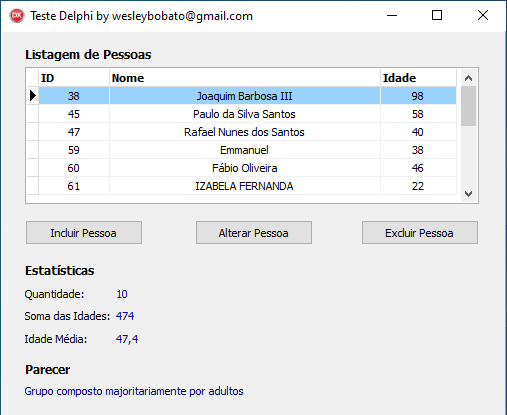 DX Teste Delphi by wesleybobato@gmail.com
Listagem de Pessoas
ID Nome Idade
38 Joaquim Barbosa III 98
45 Paulo da Silva Santos 58
47 Rafael Nunes dos Santos 40
59 Emmanuel 38
60 Fábio Oliveira 46
61 IZABELA FERNANDA 22
Incluir Pessoa Alterar Pessoa Excluir Pessoa
Estatísticas
Quantidade: 10
Soma das Idades: 474
Idade Média: 47,4
Parecer
Grupo composto majoritariamente por adultos